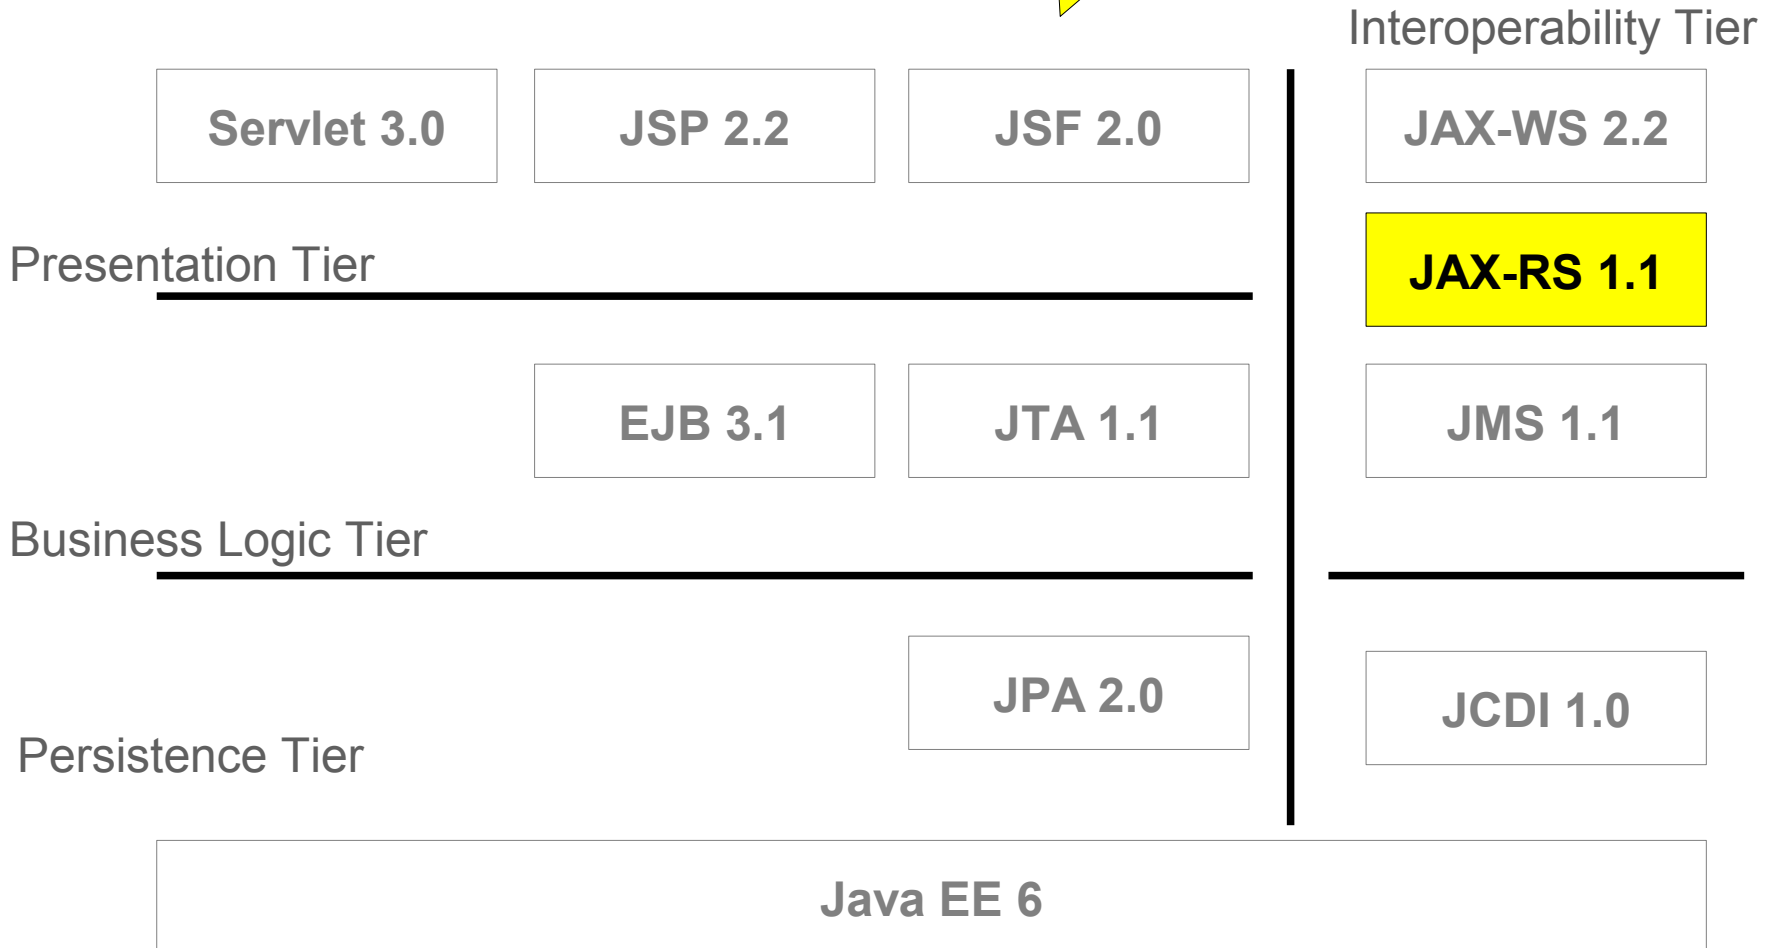 Interoperability Tier
Servlet 3.0 JSP 2.2 JSF 2.0 JAX-WS 2.2
Presentation Tier
JAX-RS 1.1
EJB 3.1 JTA 1.1 JMS 1.1
Business Logic Tier
JPA 2.0 JCDI 1.0
Persistence Tier
Java EE 6